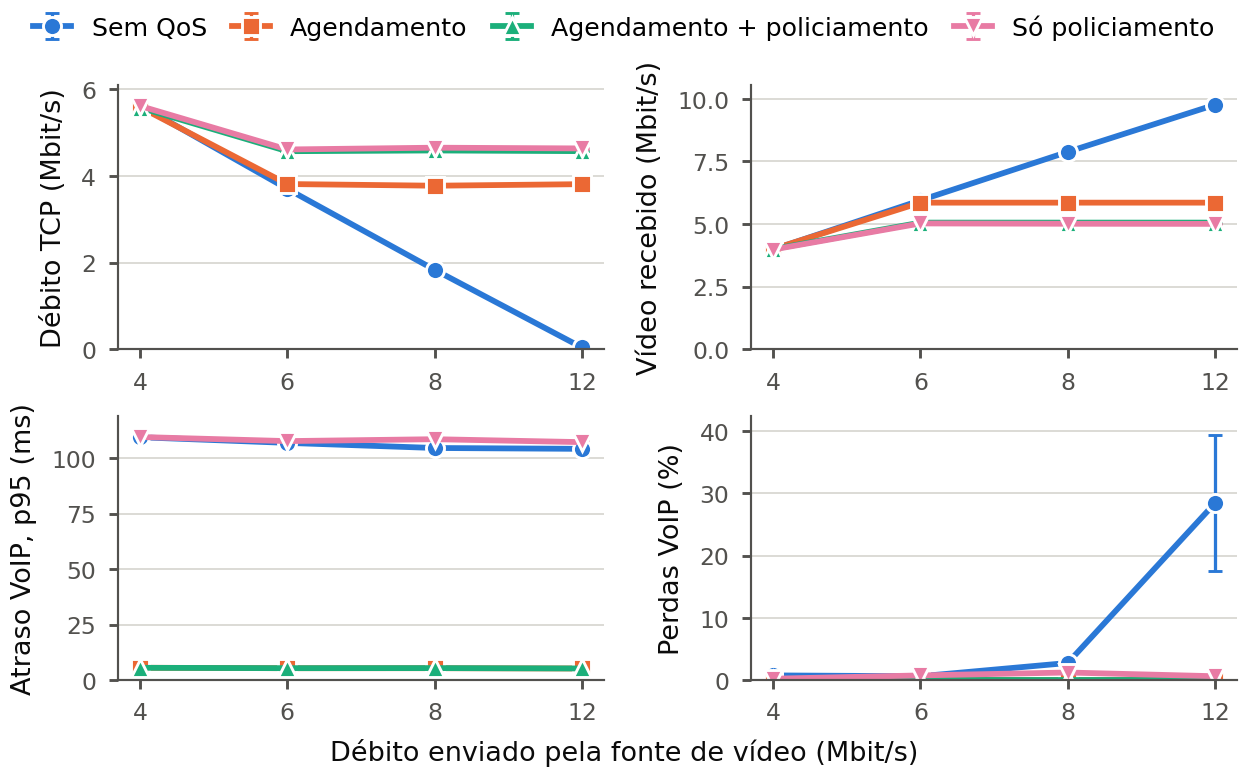 Sem QoS Agendamento Agendamento + policiamento Só policiamento
Débito TCP (Mbit/s)
6
4
2
0
4 6 8 12
Vídeo recebido (Mbit/s)
10.0
7.5
5.0
2.5
0.0
4 6 8 12
Atraso VoIP, p95 (ms)
100
75
50
25
0
4 6 8 12
Perdas VoIP (%)
40
30
20
10
0
4 6 8 12
Débito enviado pela fonte de vídeo (Mbit/s)